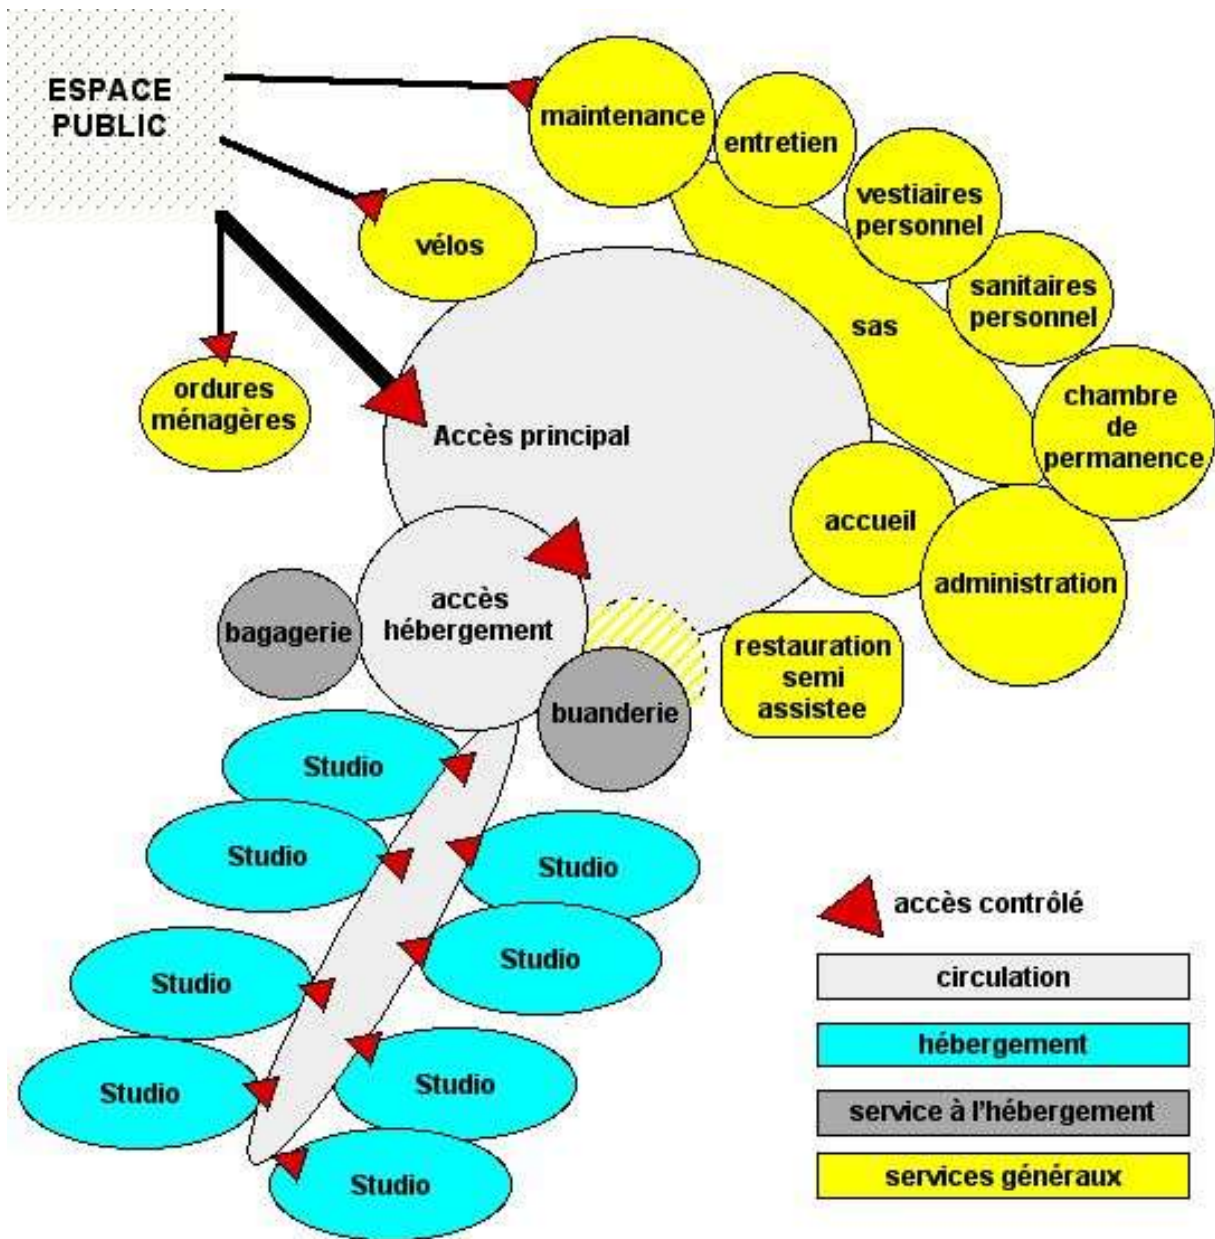 ESPACE
PUBLIC
maintenance
entretien
vestiaires
personnel
vélos
sanitaires
personnel
sas
ordures
ménagères
chambre
de
permanence
Accès principal
accueil
administration
accès
hébergement
bagagerie
restauration
semi
assistee
buanderie
Studio
Studio
Studio
Studio
Studio
Studio
Studio
Studio
accès contrôlé
circulation
hébergement
service à l'hébergement
services généraux